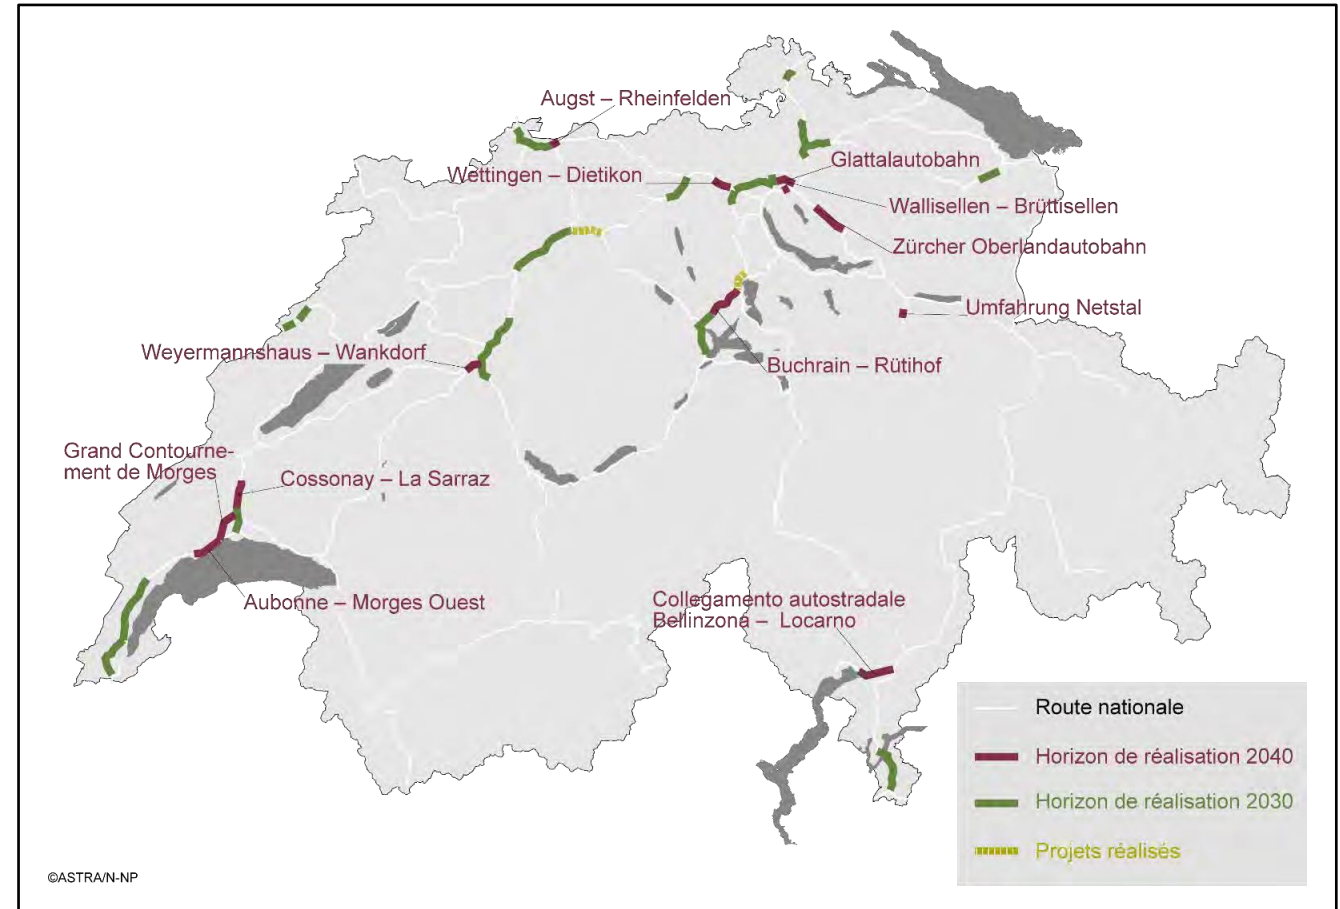 Augst – Rheinfelden
Glattalautobahn
Wettingen – Dietikon
Wallisellen – Brüttisellen
Zürcher Oberlandautobahn
Umfahrung Netstal
Weyermannshaus – Wankdorf
Buchrain – Rütihof
Grand Contourne-
ment de Morges
Cossonay – La Sarraz
Aubonne – Morges Ouest
Collegamento autostradale
Bellinzona – Locarno
Route nationale
Horizon de réalisation 2040
Horizon de réalisation 2030
Projets réalisés
©ASTRA/N-NP